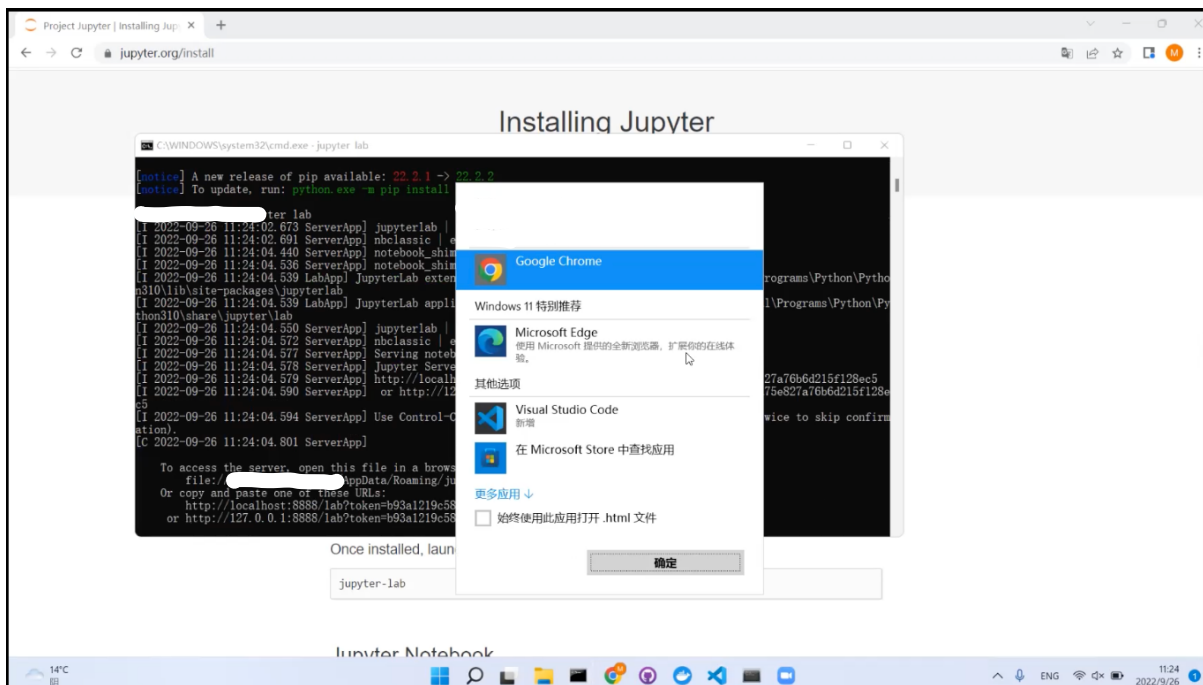 Project Jupyter | Installing Jup
jupyter.org/install
M
Installing Jupyter
C:\WINDOWS\system32\cmd.exe - jupyter lab
[notice] A new release of pip available: 22.2.1 -> 22.2.2
[notice] To update, run: python.exe -m pip install
ter lab
[I 2022-09-26 11:24:02.673 ServerApp] jupyterlab |
[I 2022-09-26 11:24:02.691 ServerApp] nbclassic | e
[I 2022-09-26 11:24:04.440 ServerApp] notebook_shim
[I 2022-09-26 11:24:04.536 ServerApp] notebook_shim
[I 2022-09-26 11:24:04.539 LabApp] JupyterLab exten rograms\Python\Pytho
n310\lib\site-packages\jupyterlab
[I 2022-09-26 11:24:04.539 LabApp] JupyterLab appli l\Programs\Python\Py
thon310\share\jupyter\lab
[I 2022-09-26 11:24:04.550 ServerApp] jupyterlab |
[I 2022-09-26 11:24:04.572 ServerApp] nbclassic | e
[I 2022-09-26 11:24:04.577 ServerApp] Serving noteb
[I 2022-09-26 11:24:04.578 ServerApp] Jupyter Serve
[I 2022-09-26 11:24:04.579 ServerApp] http://localh 27a76b6d215f128ec5
[I 2022-09-26 11:24:04.590 ServerApp] or http://12 75e827a76b6d215f128e
c5
[I 2022-09-26 11:24:04.594 ServerApp] Use Control-C wice to skip confirm
ation).
[C 2022-09-26 11:24:04.801 ServerApp]
To access the server, open this file in a brows
file:/ AppData/Roaming/ju
Or copy and paste one of these URLs:
http://localhost:8888/lab?token=b93a1219c58
or http://127.0.0.1:8888/lab?token=b93a1219c58
Google Chrome
Windows 11 特别推荐
Microsoft Edge
使用 Microsoft 提供的全新浏览器，扩展你的在线体
验。
其他选项
Visual Studio Code
新增
在 Microsoft Store 中查找应用
更多应用 ↓
始终使用此应用打开 .html 文件
确定
Once installed, laun
jupyter-lab
Jupyter Notebook
14°C
阴
ENG
11:24
2022/9/26
1